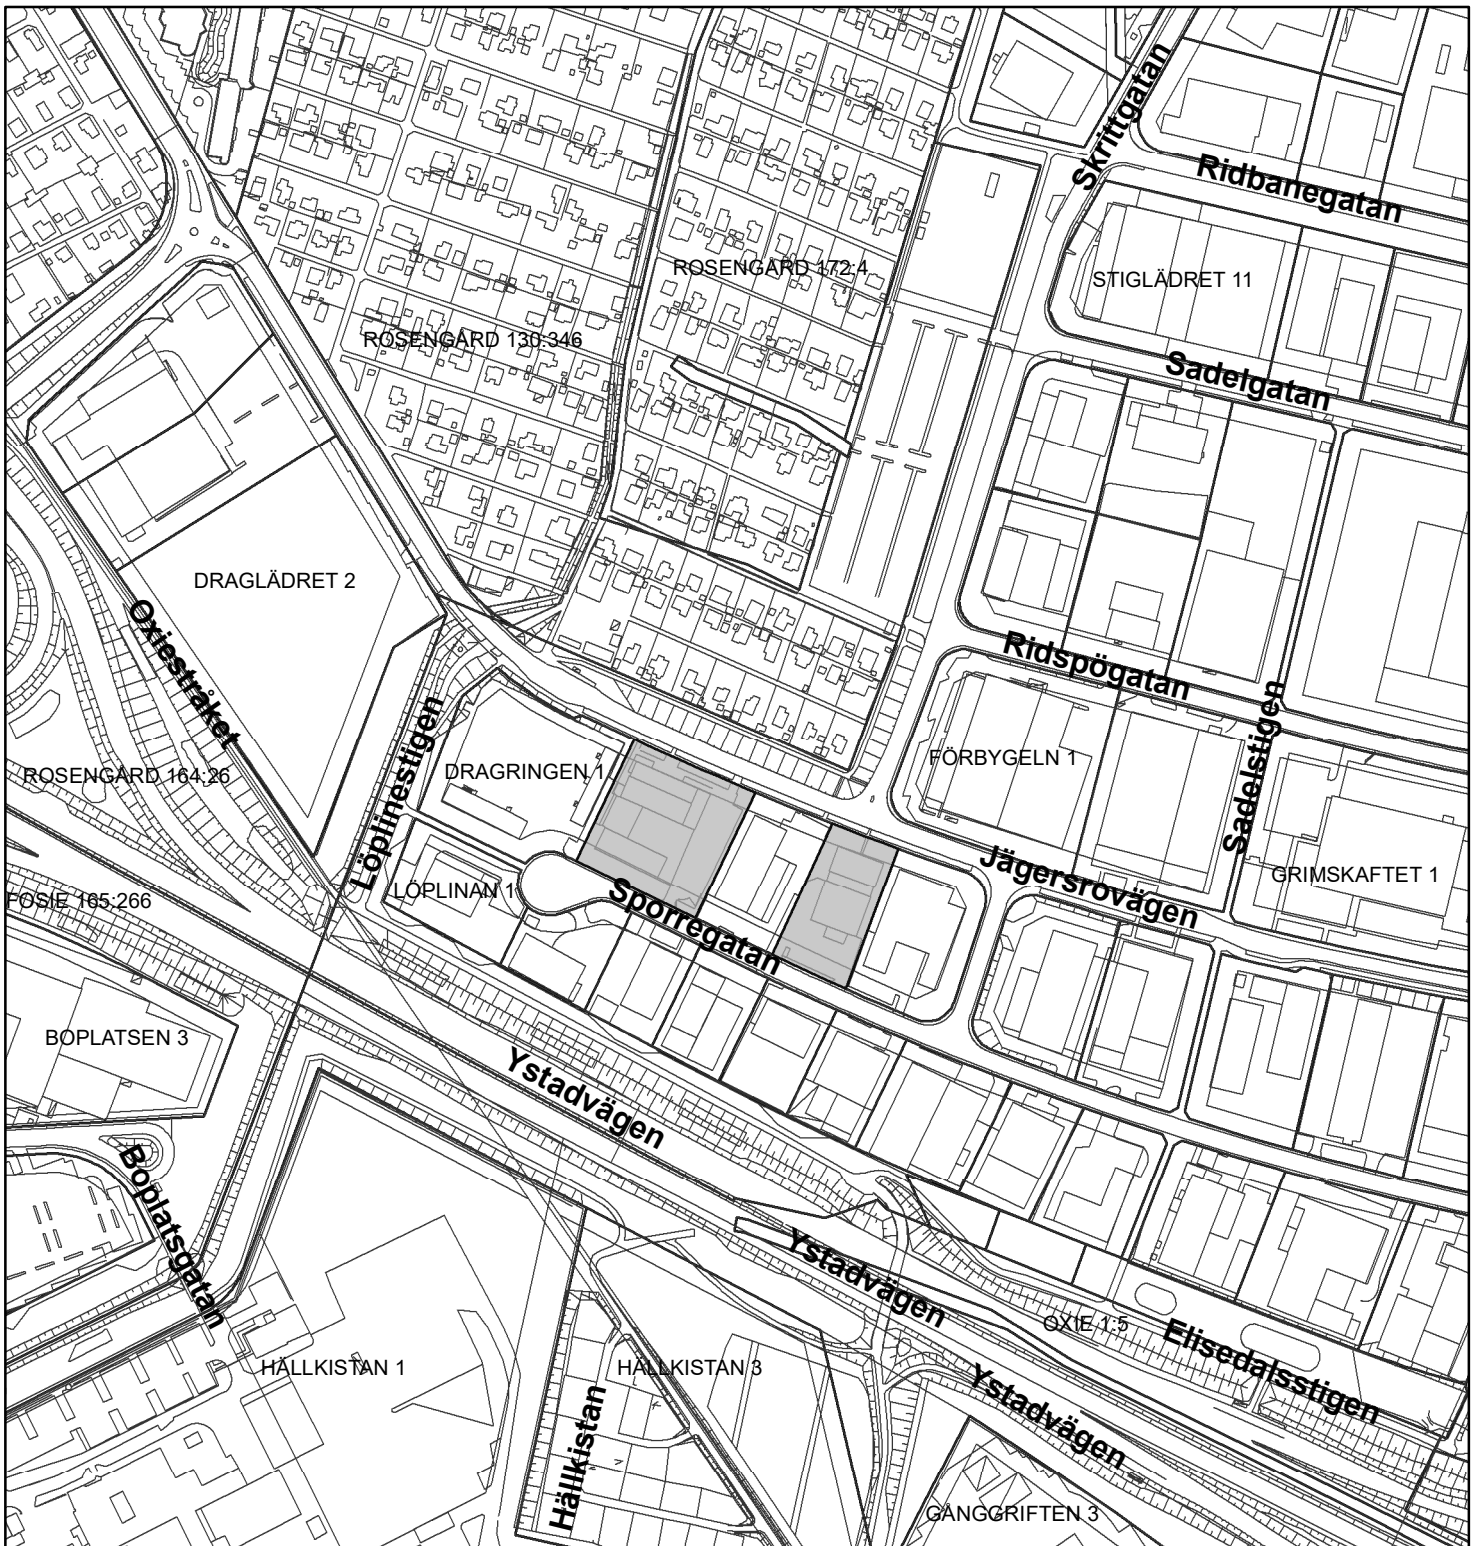 Skrittgatan
Ridbanegatan
ROSENGÅRD 172:4
STIGLÄDRET 11
ROSENGÅRD 130:346
Sadelgatan
DRAGLÄDRET 2
Oxiestråket
Ridspögatan
Sadelstigen
Löplinestigen
FÖRBYGELN 1
DRAGRINGEN 1
ROSENGÅRD 164:26
Jägersrovägen
GRIMSKAFTET 1
LÖPLINAN 1
FOSIE 165:266
Sporregatan
BOPLATSEN 3
Ystadvägen
Boplatsgatan
Ystadvägen
OXIE 1:5
Elisedalsstigen
HÄLLKISTAN 1
HÄLLKISTAN 3
Ystadvägen
Hällkistan
GÅNGGRIFTEN 3